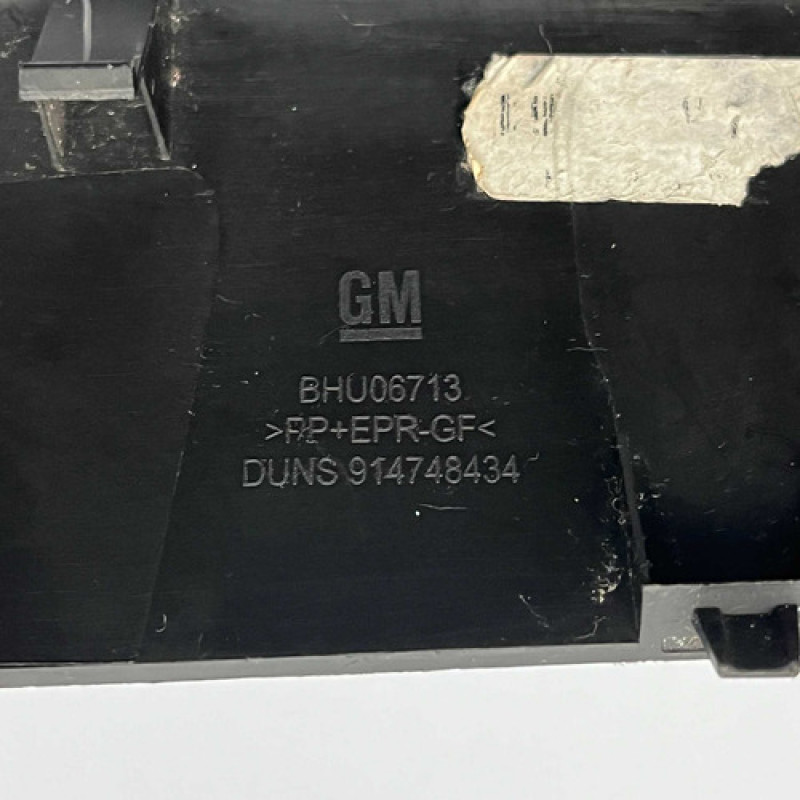 GM
BHU06713
>PP+EPR-GF<
DUNS 914748434